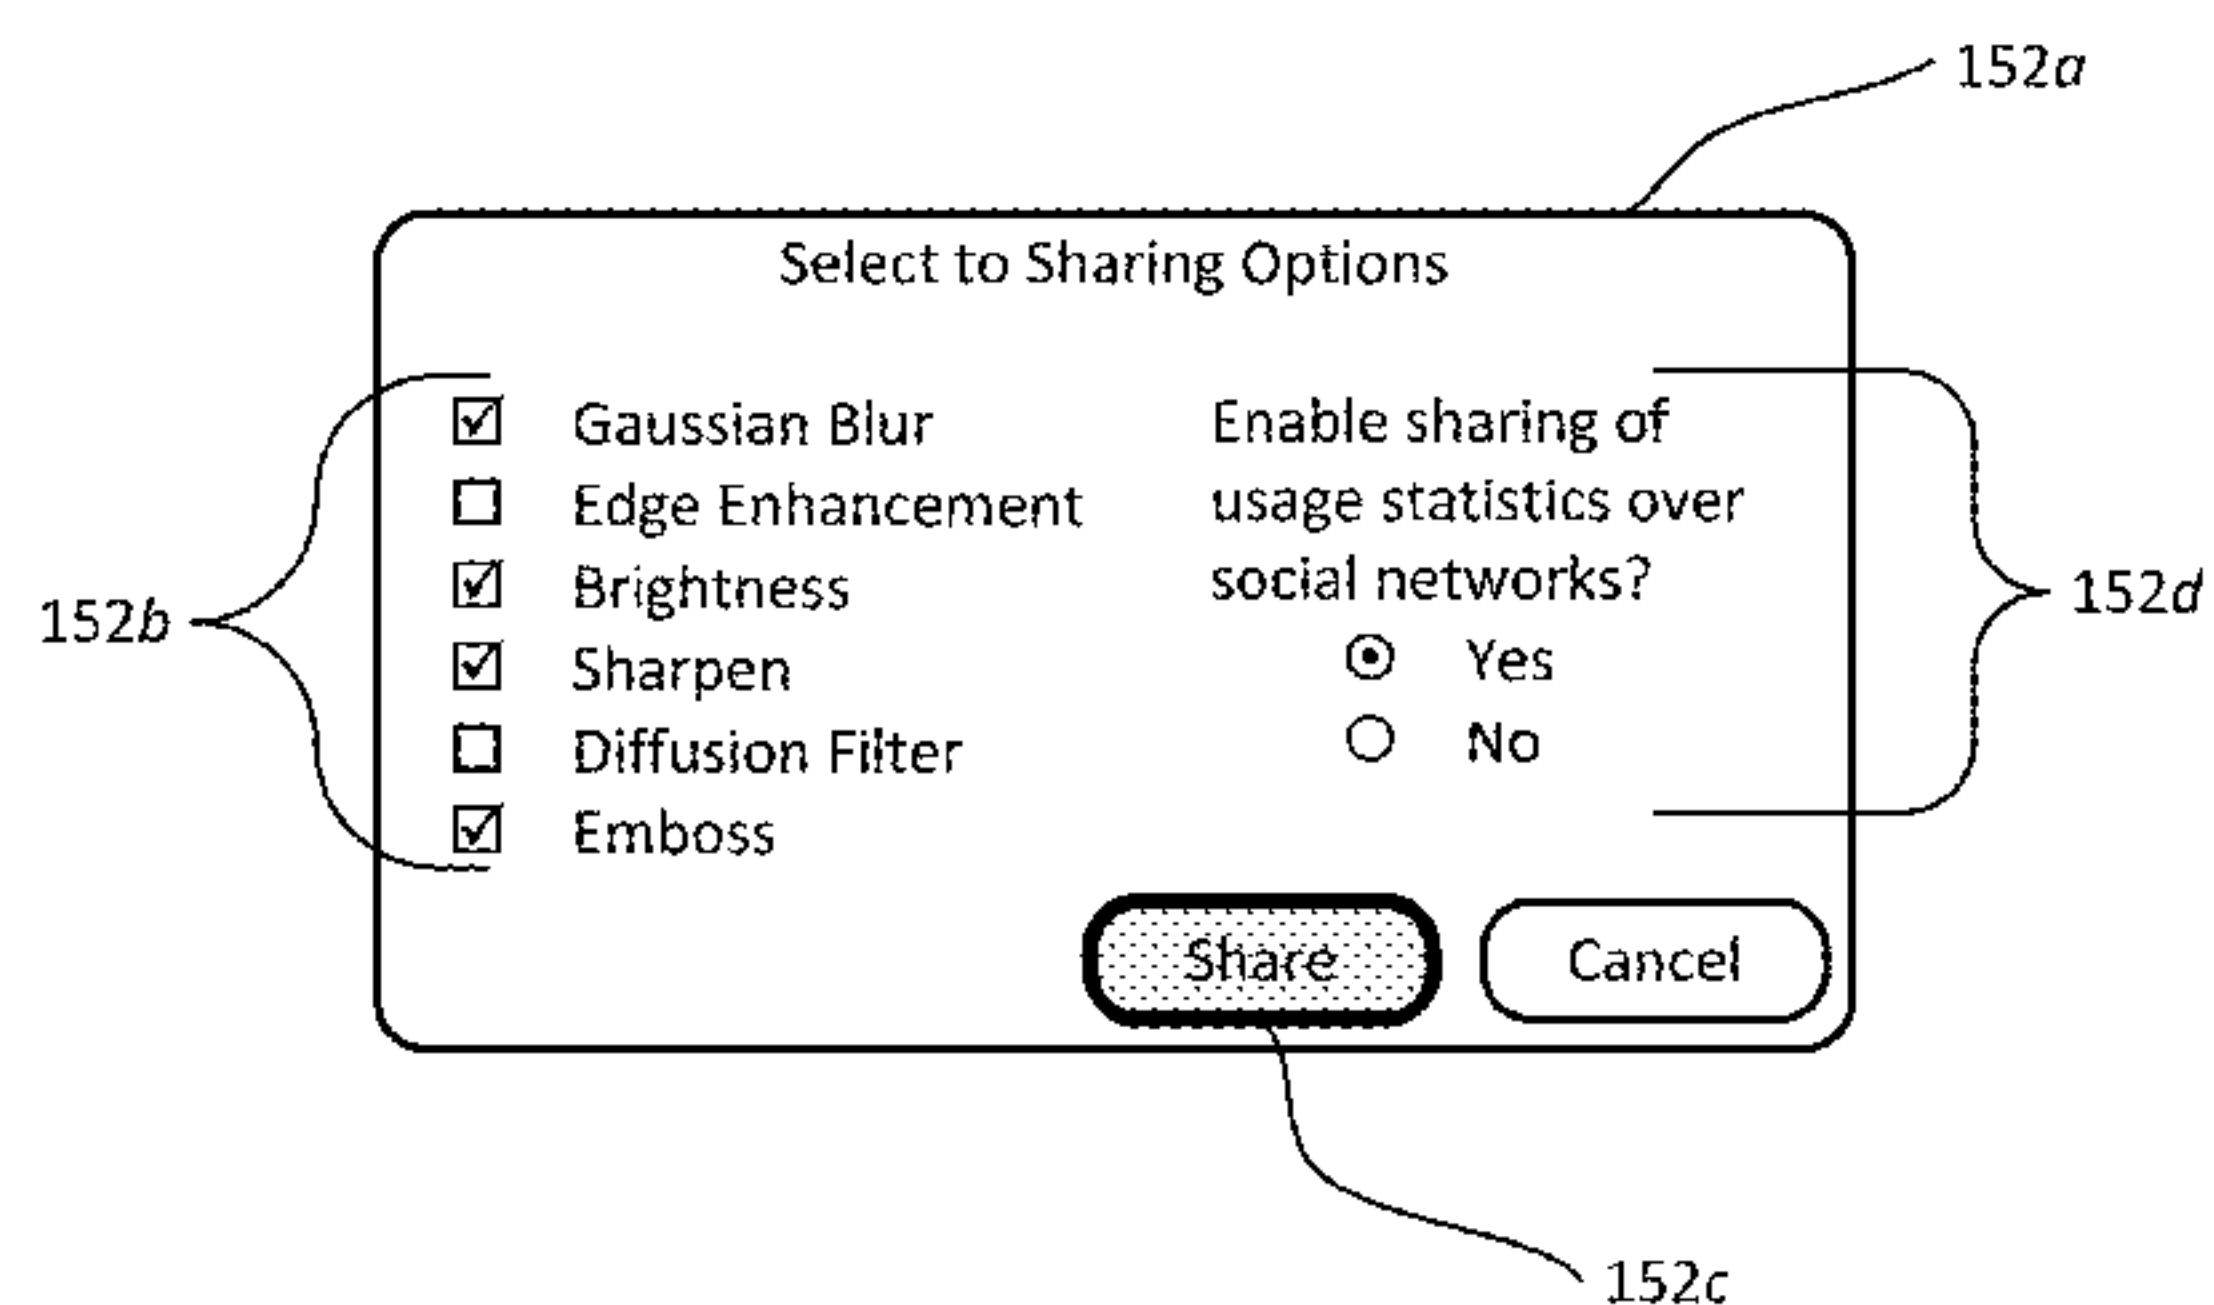 152a
Select to Sharing Options
Gaussian Blur
Edge Enhancement
Brightness
Sharpen
Diffusion Filter
Emboss
152b
Enable sharing of
usage statistics over
social networks?
Yes
No
152d
Share
Cancel
152c